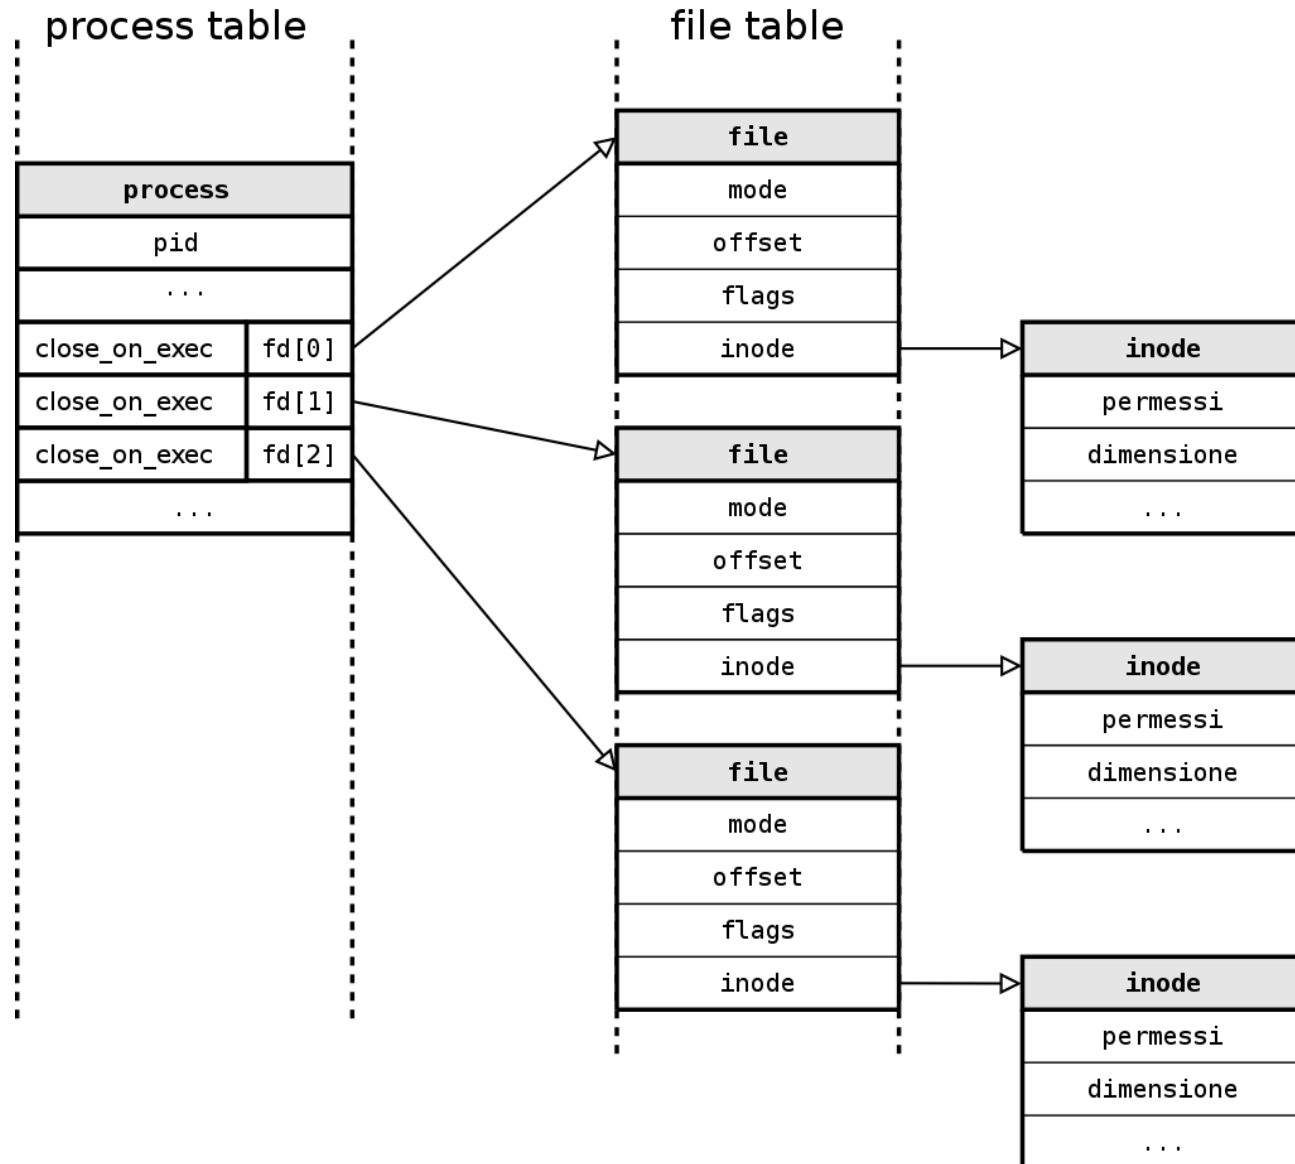 process table
file table
process
pid
...
close_on_exec fd[0]
close_on_exec fd[1]
close_on_exec fd[2]
...
file
mode
offset
flags
inode
file
mode
offset
flags
inode
file
mode
offset
flags
inode
inode
permessi
dimensione
...
inode
permessi
dimensione
...
inode
permessi
dimensione
...